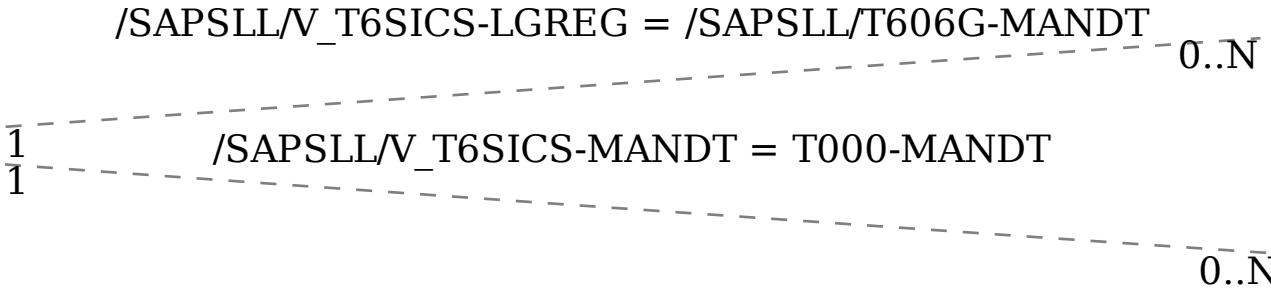 /SAPSLL/V_T6SICS-LGREG = /SAPSLL/T606G-MANDT
0..N
1
/SAPSLL/V_T6SICS-MANDT = T000-MANDT
1
0..N